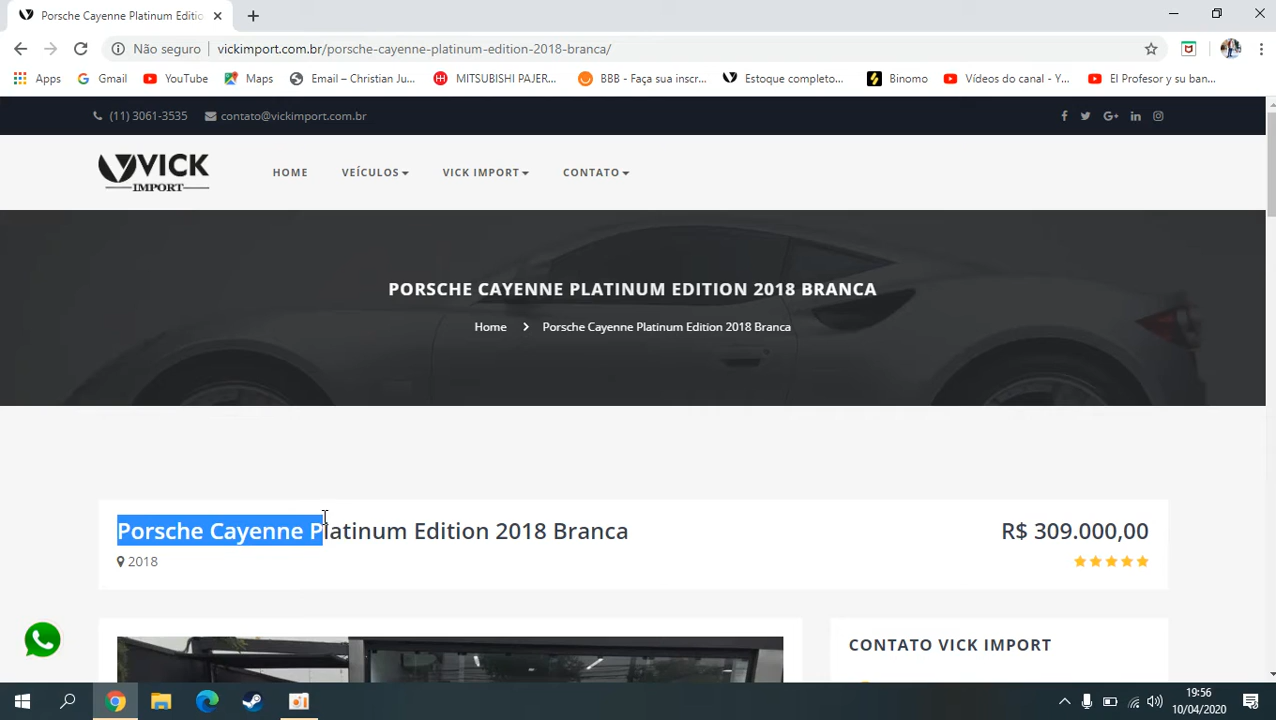 Porsche Cayenne Platinum Editio
Não seguro
vickimport.com.br/porsche-cayenne-platinum-edition-2018-branca/
Apps
Gmail
YouTube
Maps
Email – Christian Ju...
MITSUBISHI PAJER...
BBB - Faça sua inscr...
Estoque completo...
Binomo
Vídeos do canal - Y...
El Profesor y su ban...
(11) 3061-3535
contato@vickimport.com.br
VICK
IMPORT
HOME
VEÍCULOS
VICK IMPORT
CONTATO
PORSCHE CAYENNE PLATINUM EDITION 2018 BRANCA
Home
Porsche Cayenne Platinum Edition 2018 Branca
Porsche Cayenne Platinum Edition 2018 Branca
R$ 309.000,00
2018
CONTATO VICK IMPORT
19:56
10/04/2020